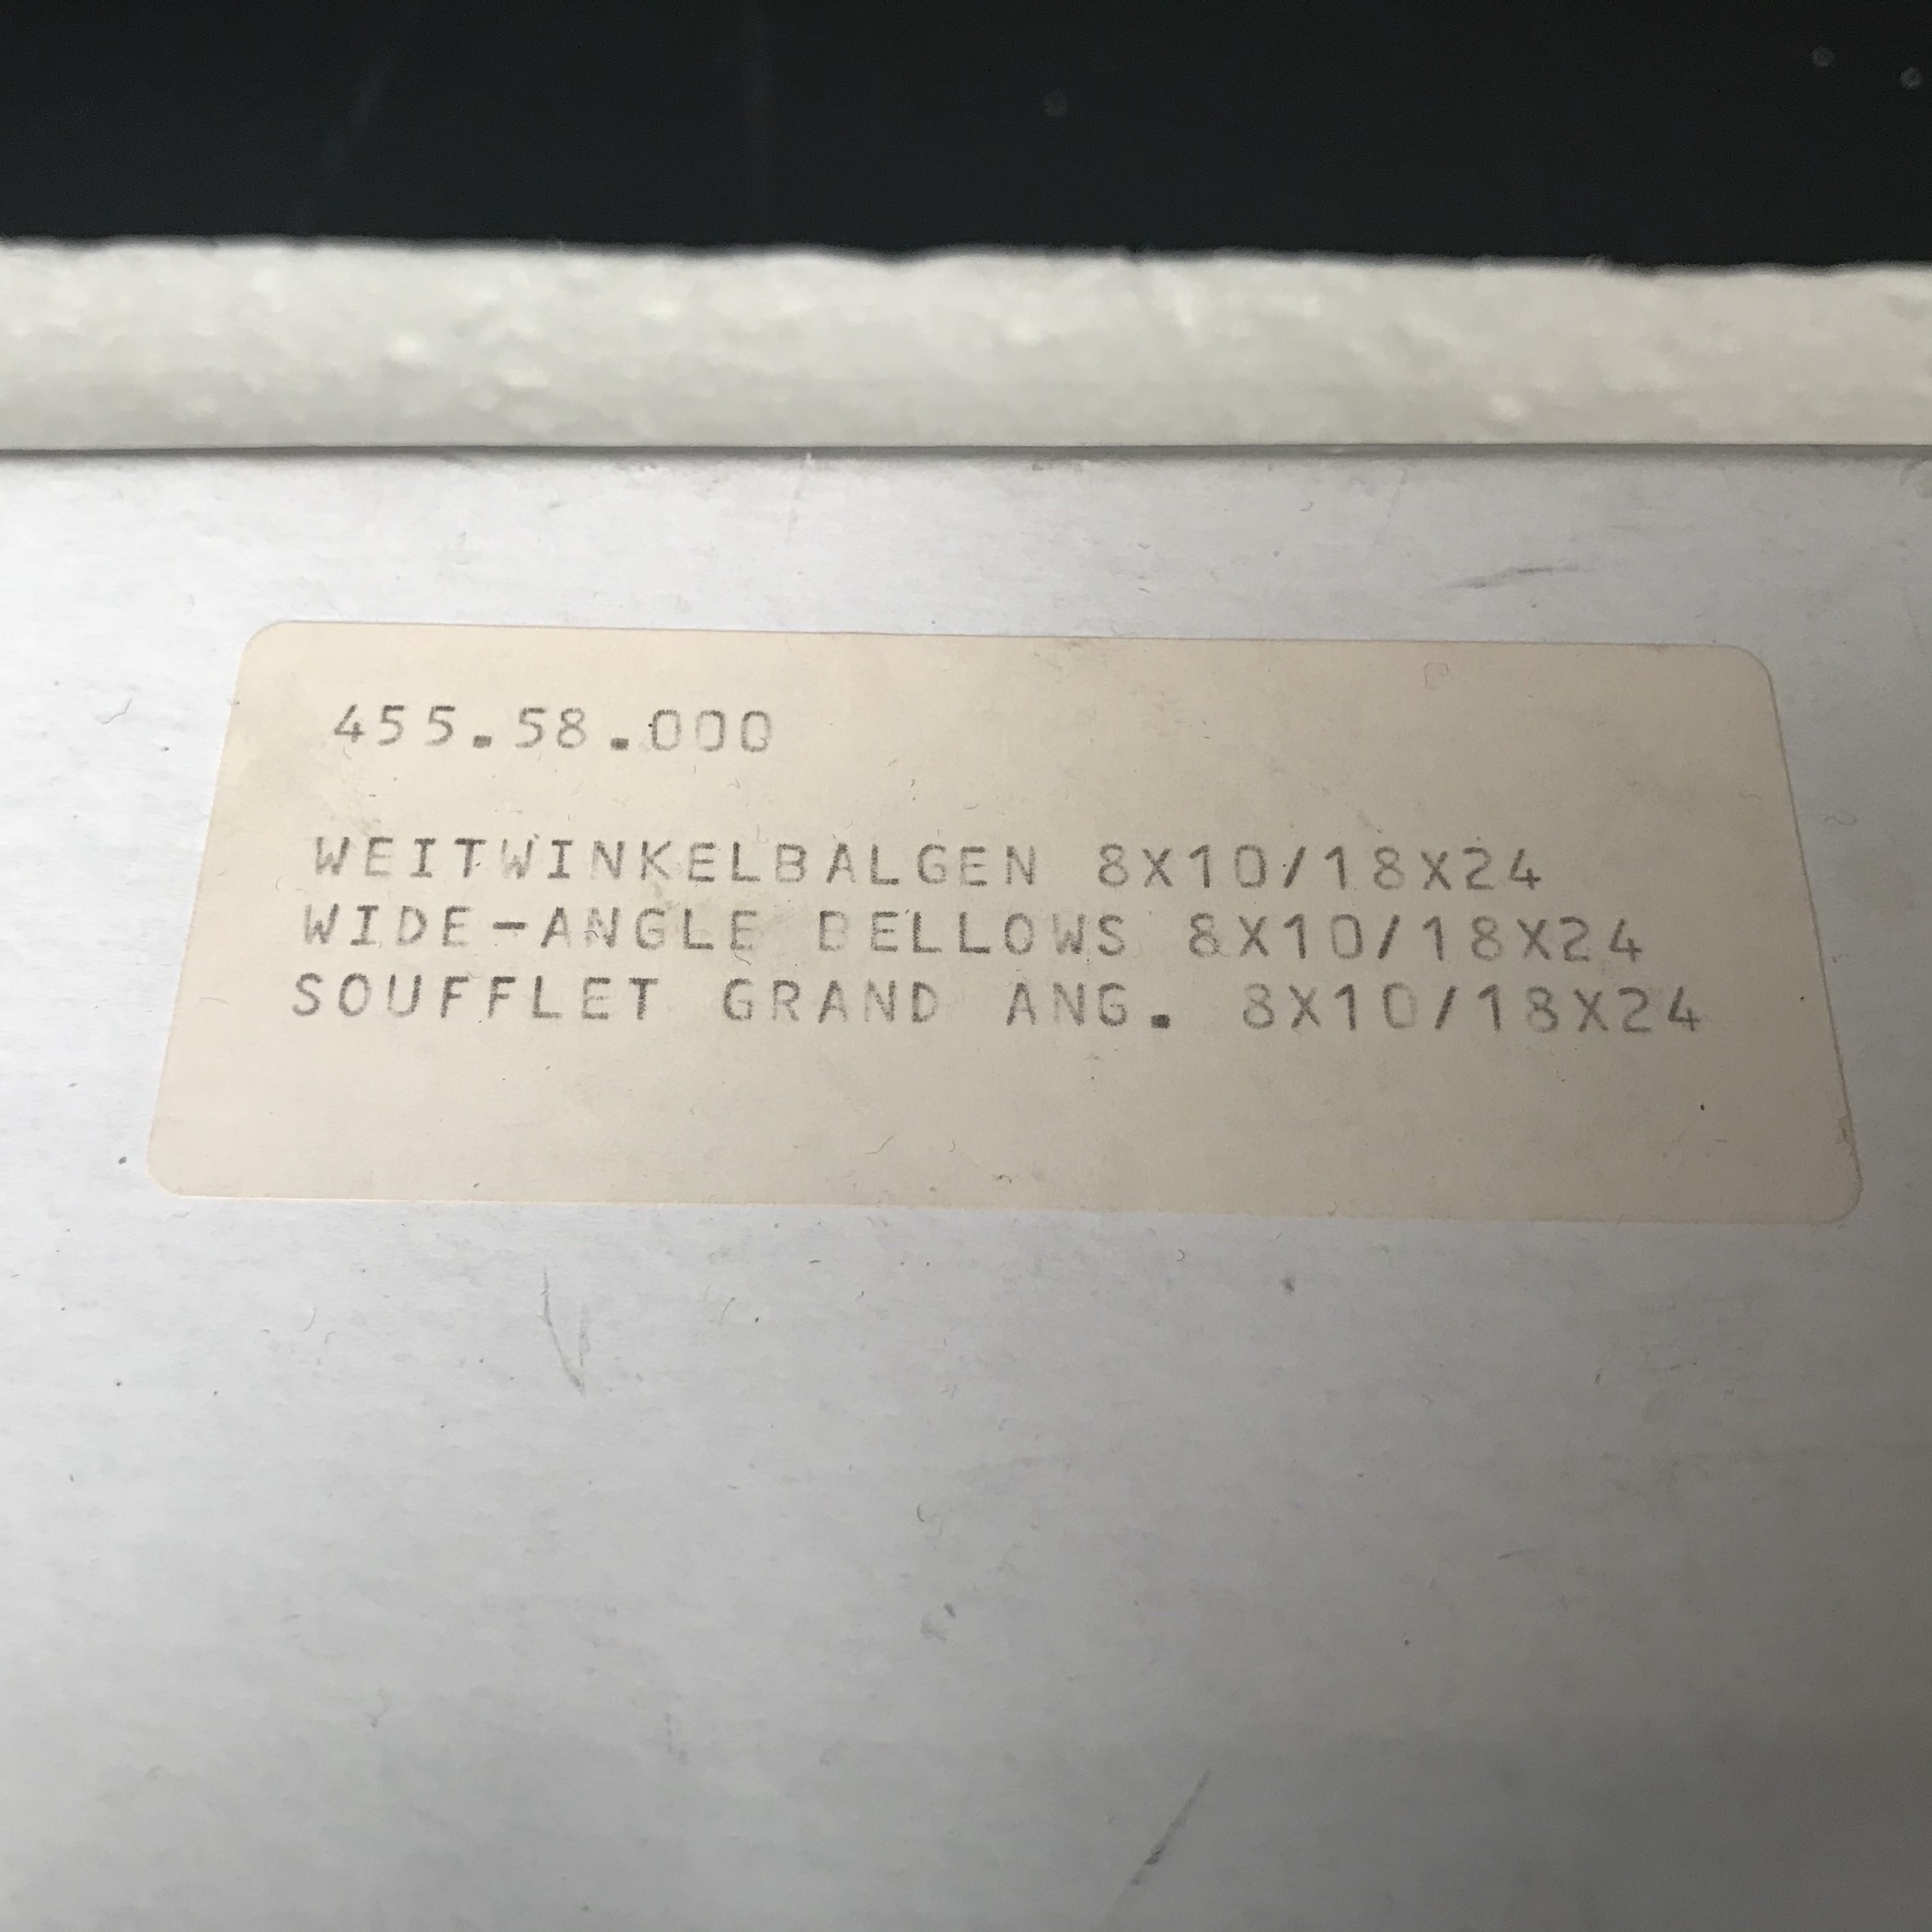 455.58.000
WEITWINKELBALGEN 8X10/18X24
WIDE-ANGLE BELLOWS 8X10/18X24
SOUFFLET GRAND ANG. 8X10/18X24